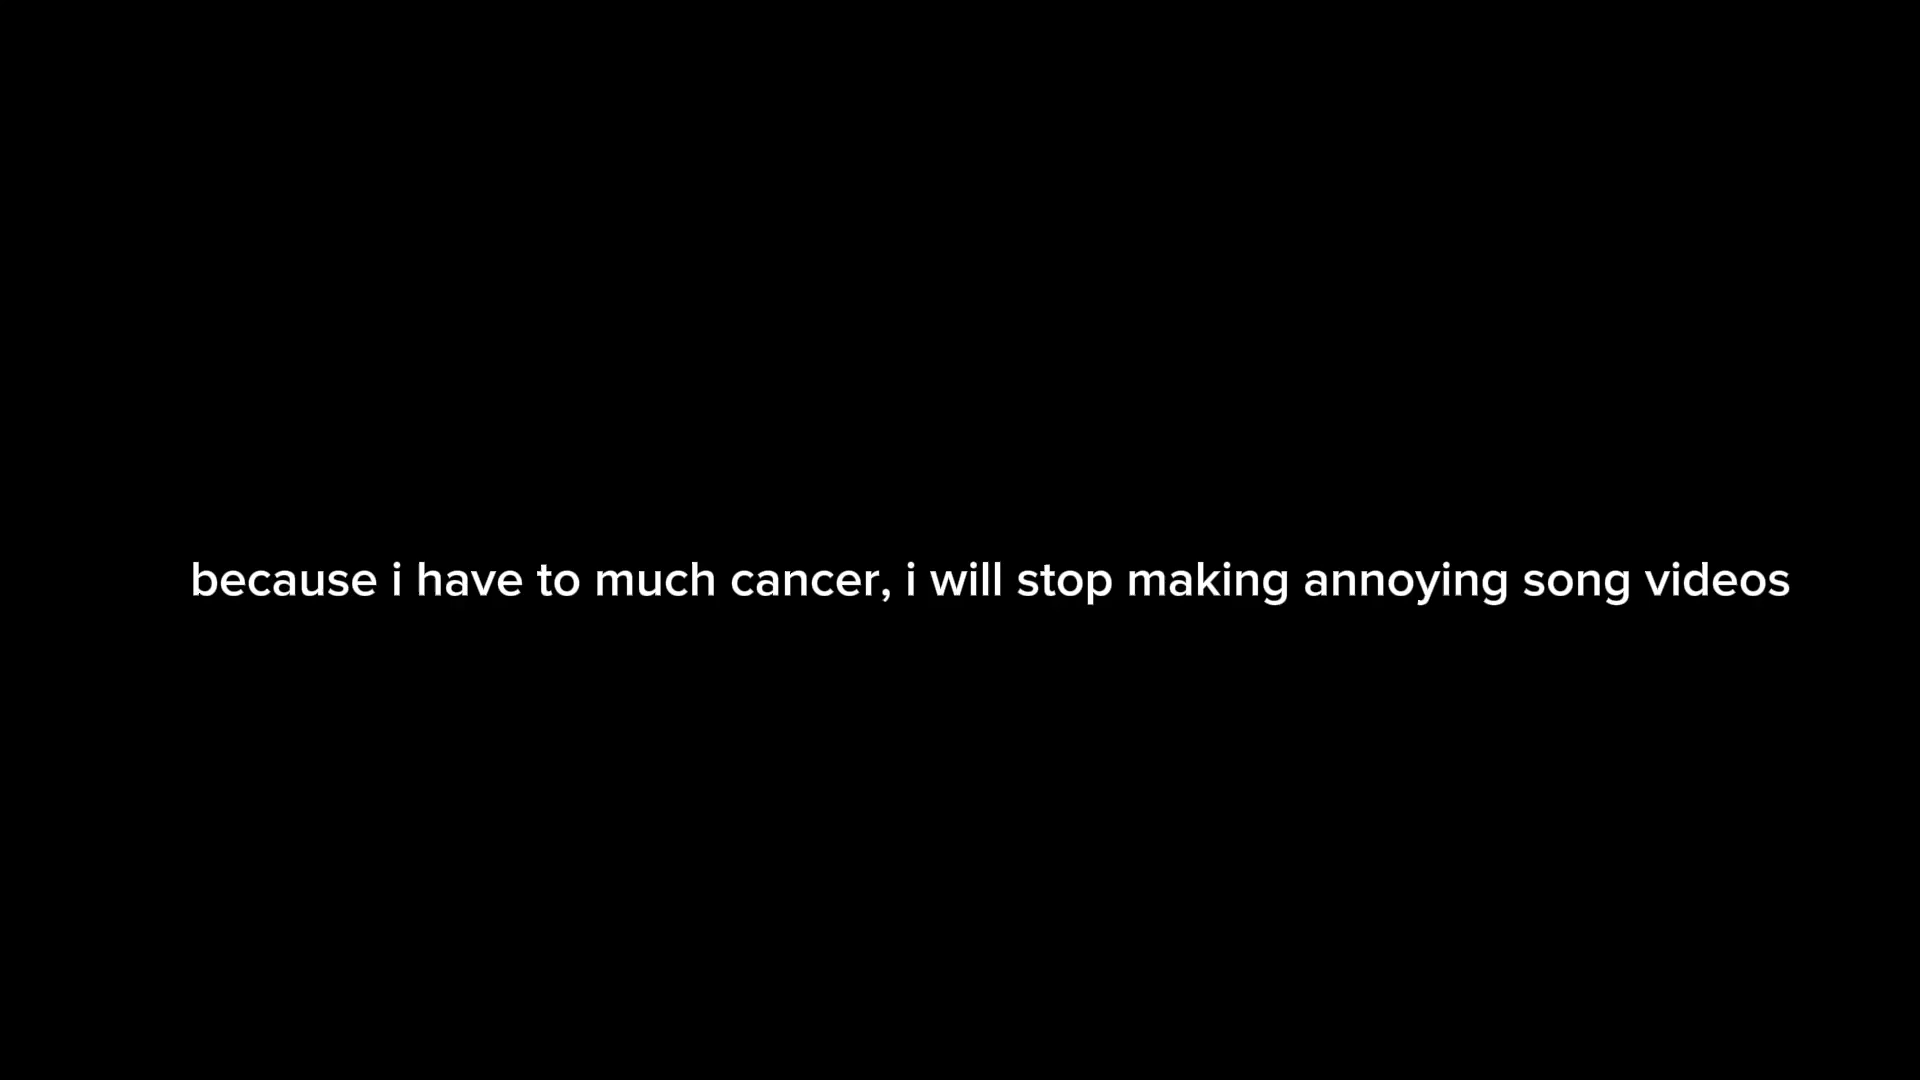 because i have to much cancer, i will stop making annoying song videos